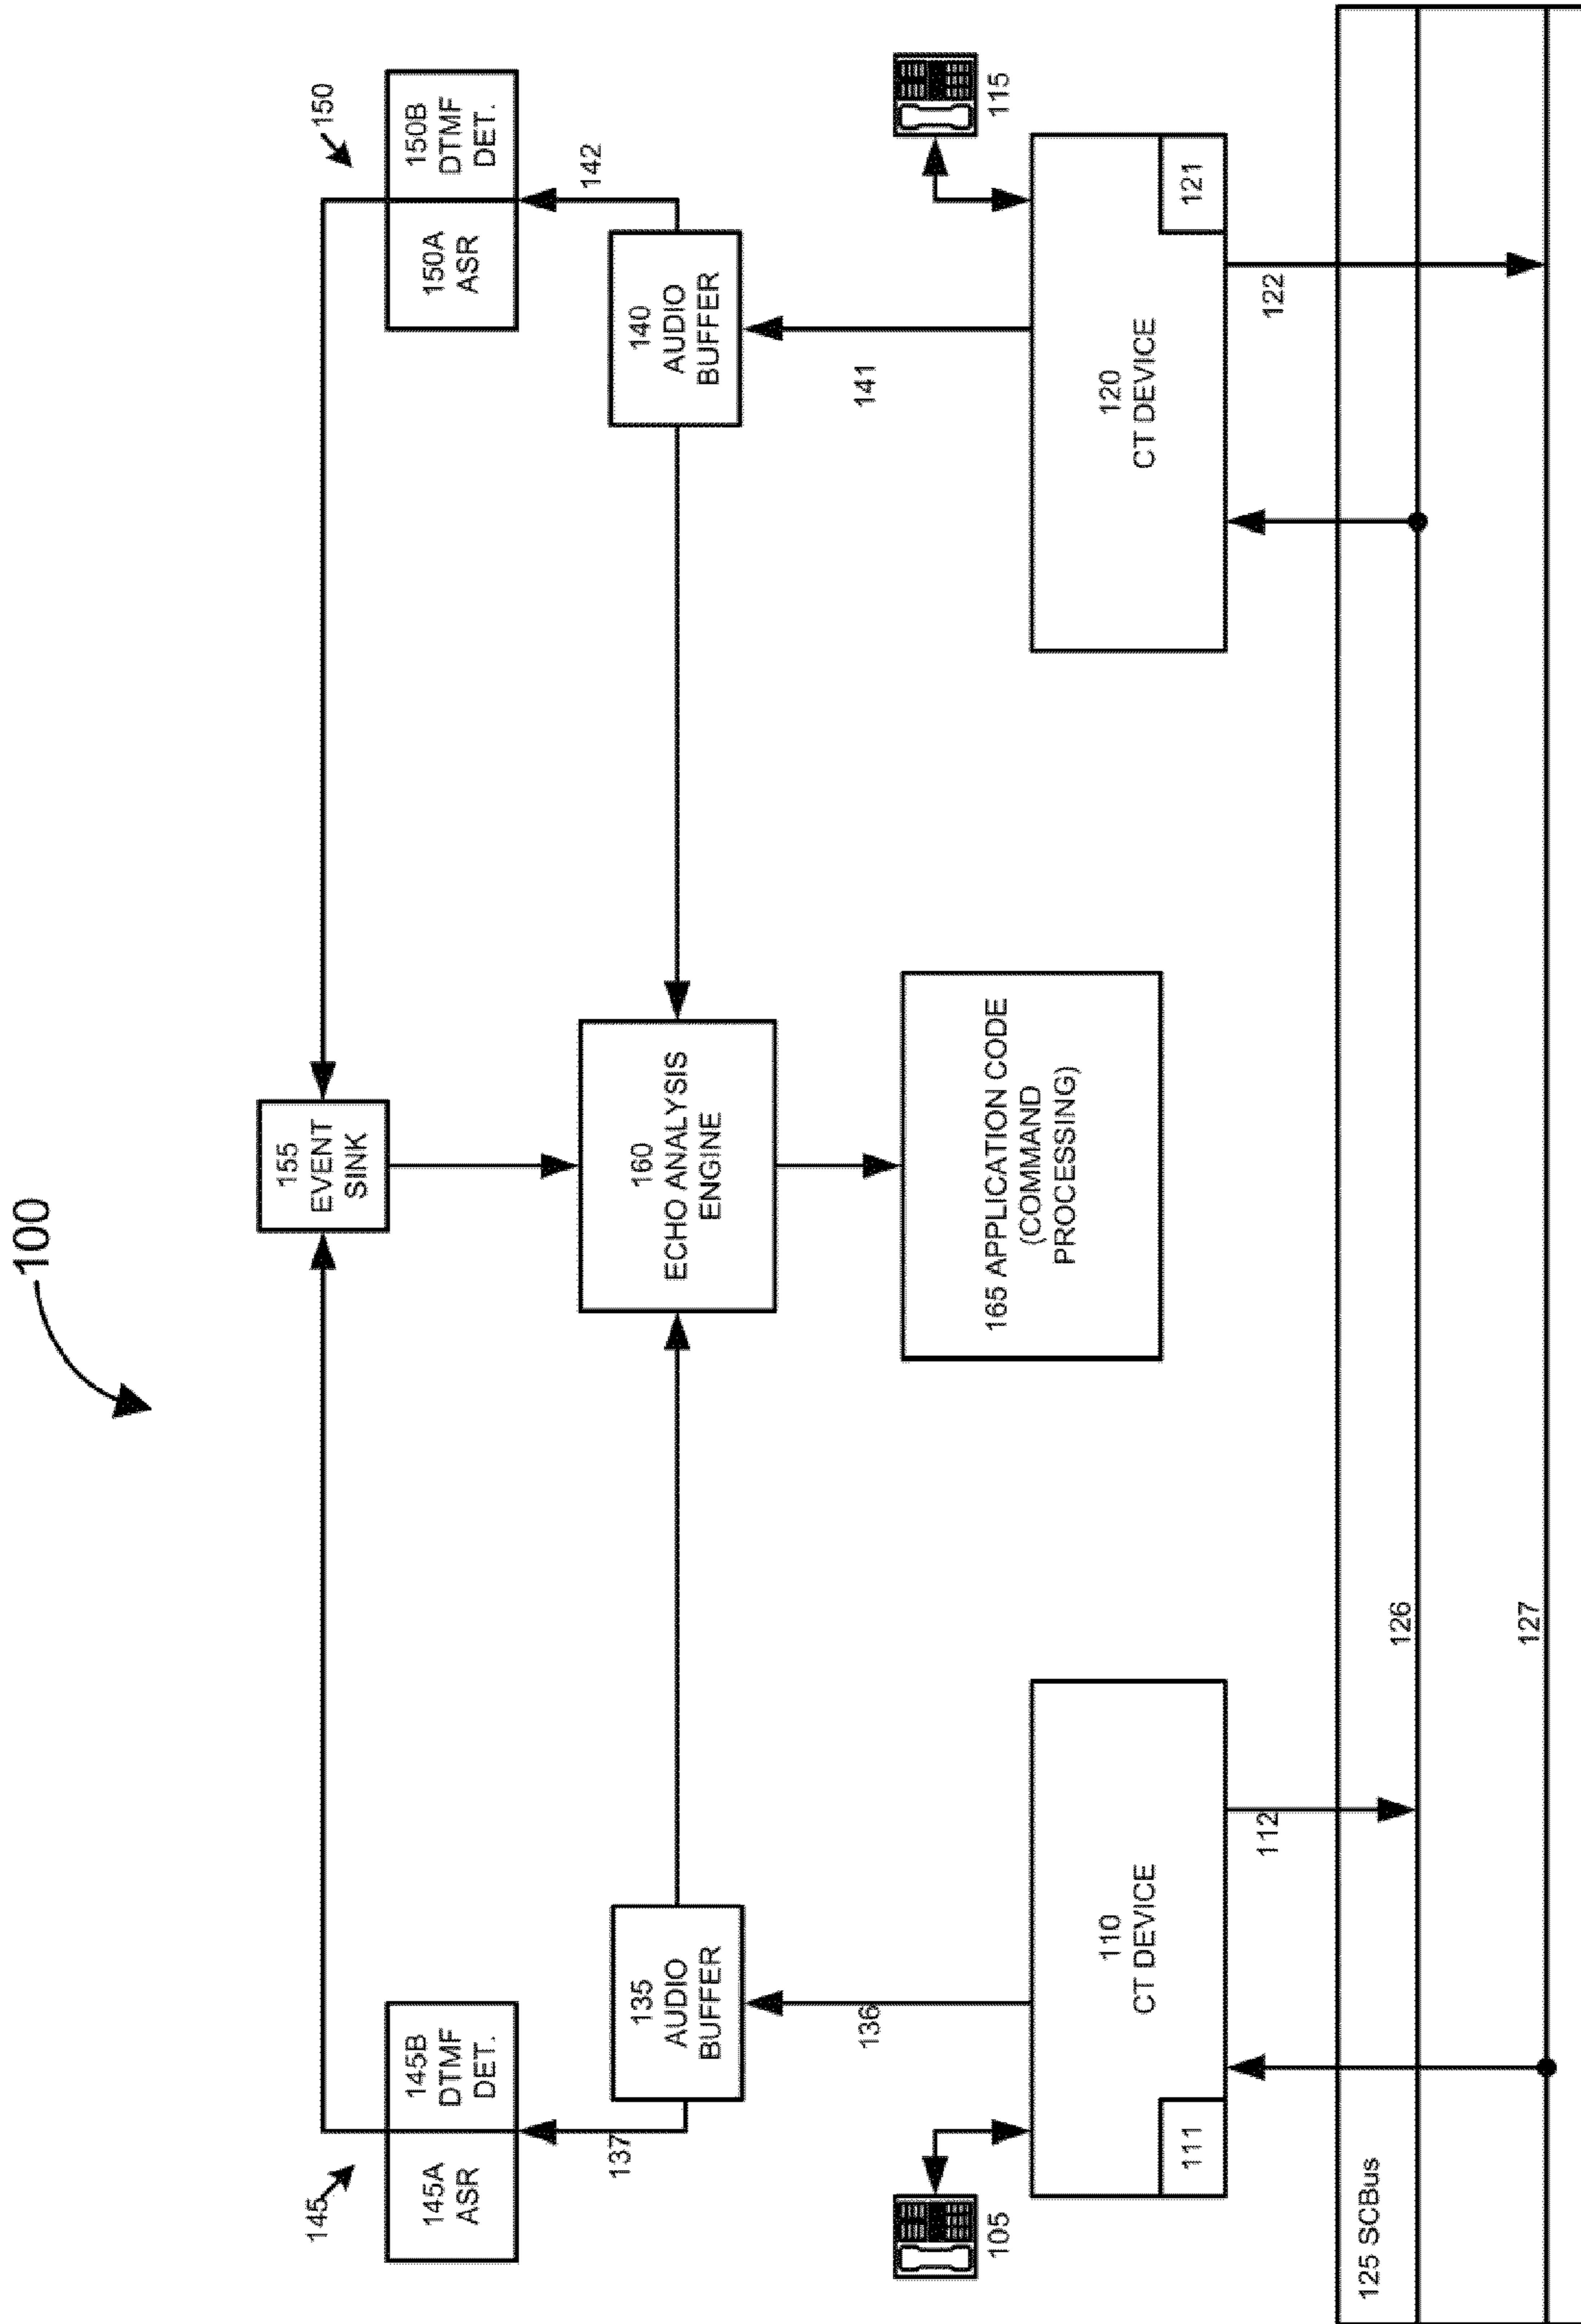 100
145
145A
ASR
145B
DTMF
DET.
155
EVENT
SINK
150
150A
ASR
150B
DTMF
DET.
137
142
135
AUDIO
BUFFER
160
ECHO ANALYSIS
ENGINE
140
AUDIO
BUFFER
136
141
105
165 APPLICATION CODE
(COMMAND
PROCESSING)
115
110
CT DEVICE
111
120
CT DEVICE
121
112
122
125 SCBus
126
127